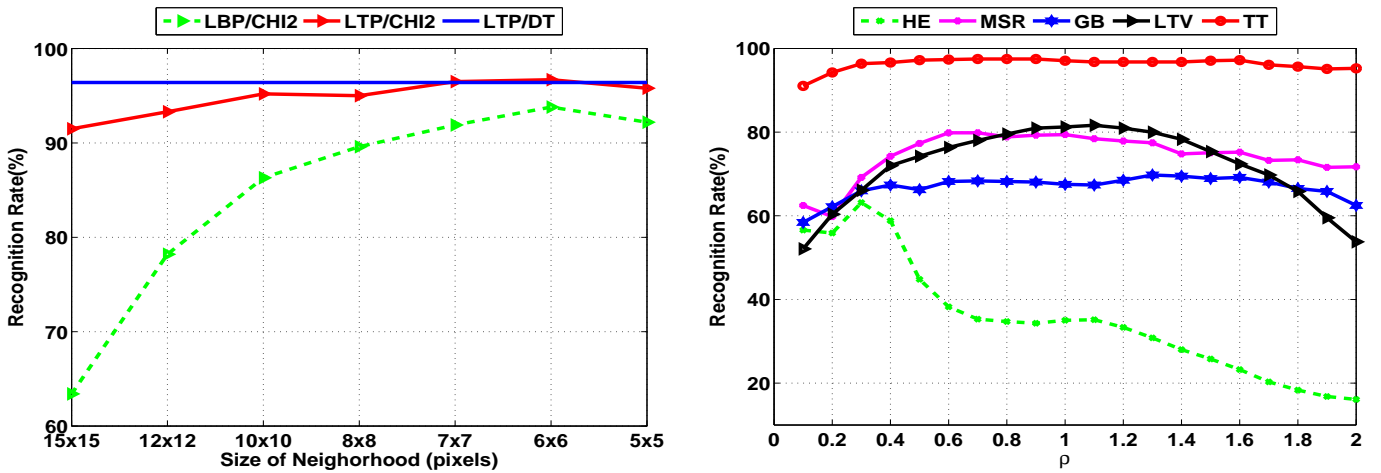 LBP/CHI2 LTP/CHI2 LTP/DT
100
90
80
70
60
Recognition Rate(%)
15x15 12x12 10x10 8x8 7x7 6x6 5x5
Size of Neighorhood (pixels)
HE MSR GB LTV TT
100
80
60
40
20
Recognition Rate(%)
0 0.2 0.4 0.6 0.8 1 1.2 1.4 1.6 1.8 2
ρ